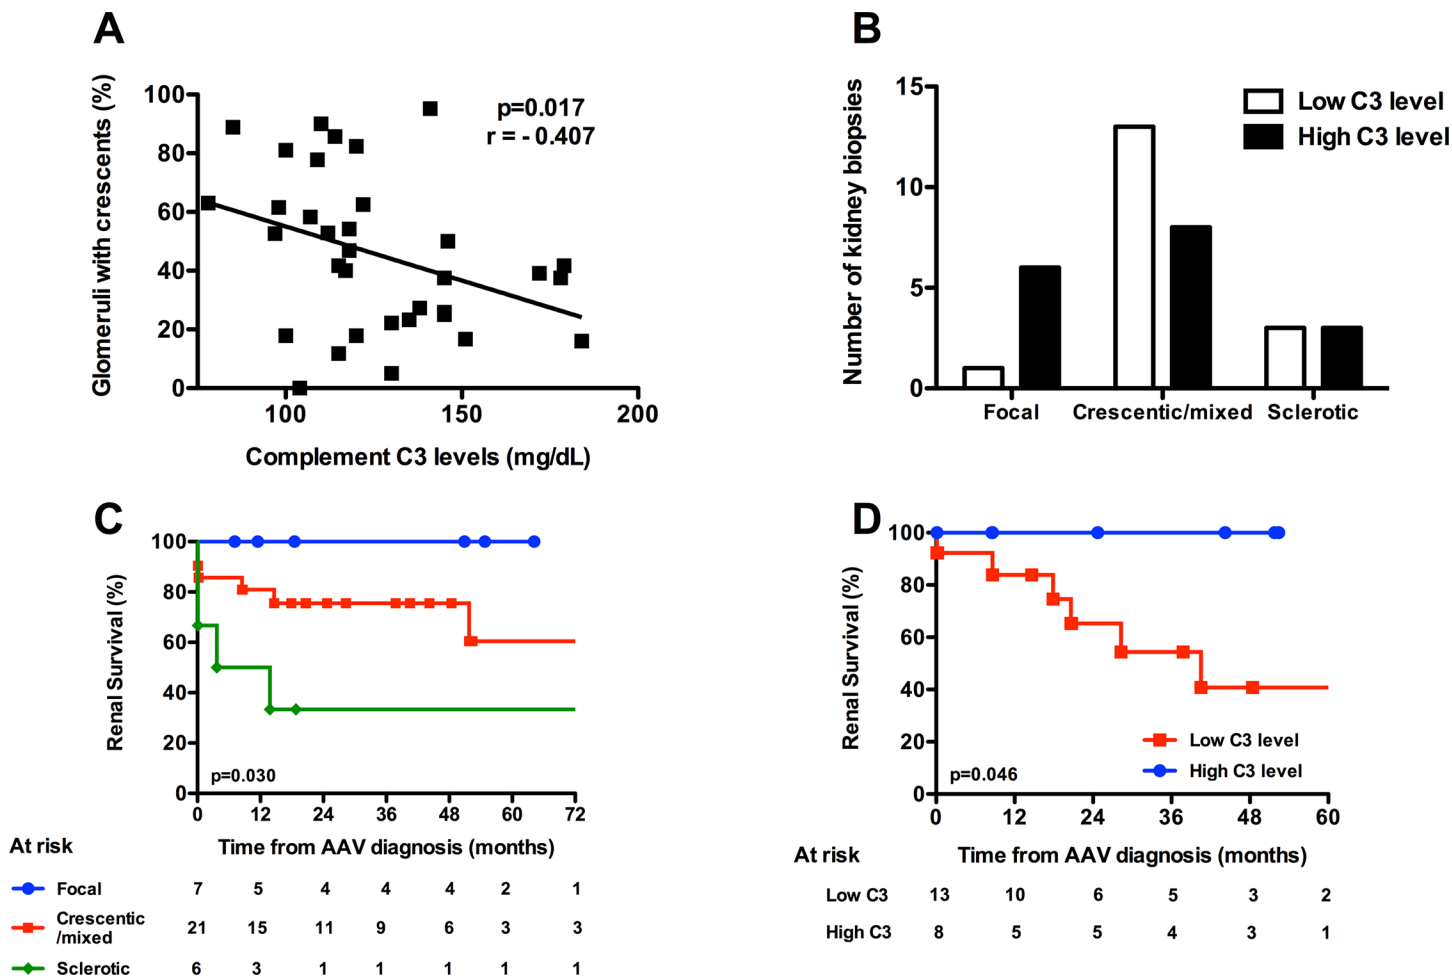 A
Glomeruli with crescents (%)
100
80
60
40
20
0
p=0.017
r = - 0.407
100
150
200
Complement C3 levels (mg/dL)
B
Number of kidney biopsies
15
10
5
0
Low C3 level
High C3 level
Focal
Crescentic/mixed
Sclerotic
C
Renal Survival (%)
100
80
60
40
20
0
p=0.030
0
12
24
36
48
60
72
Time from AAV diagnosis (months)
At risk
Focal 7 5 4 4 4 2 1
Crescentic
/mixed 21 15 11 9 6 3 3
Sclerotic 6 3 1 1 1 1 1
D
Renal Survival (%)
100
80
60
40
20
0
Low C3 level
High C3 level
p=0.046
0
12
24
36
48
60
Time from AAV diagnosis (months)
At risk
Low C3 13 10 6 5 3 2
High C3 8 5 5 4 3 1